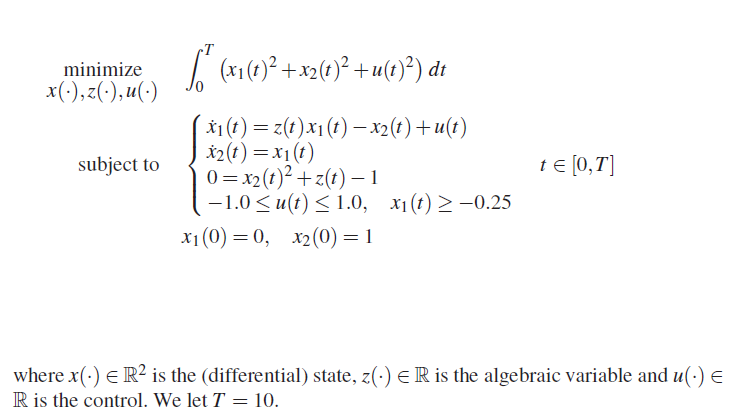 minimize x(·),z(·),u(·) ∫₀ᵀ (x₁(t)² + x₂(t)² + u(t)²) dt
subject to { ẋ₁(t) = z(t)x₁(t) − x₂(t) + u(t)
ẋ₂(t) = x₁(t)
0 = x₂(t)² + z(t) − 1
−1.0 ≤ u(t) ≤ 1.0, x₁(t) ≥ −0.25
t ∈ [0,T]
x₁(0) = 0, x₂(0) = 1
where x(·) ∈ ℝ² is the (differential) state, z(·) ∈ ℝ is the algebraic variable and u(·) ∈
ℝ is the control. We let T = 10.